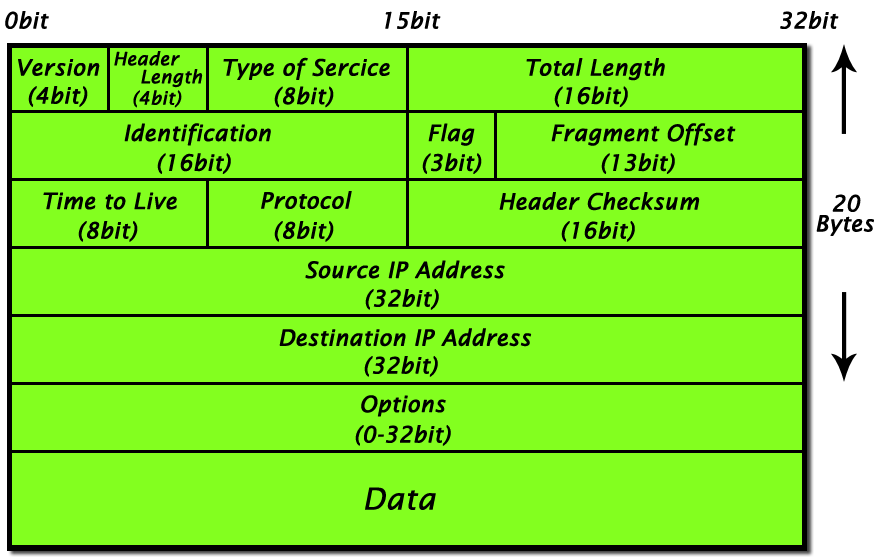 0bit 15bit 32bit
Version Header Type of Sercice Total Length
Length
(4bit) (4bit) (8bit) (16bit)
Identification Flag Fragment Offset
(16bit) (3bit) (13bit)
Time to Live Protocol Header Checksum
(8bit) (8bit) (16bit)
20
Bytes
Source IP Address
(32bit)
Destination IP Address
(32bit)
Options
(0-32bit)
Data